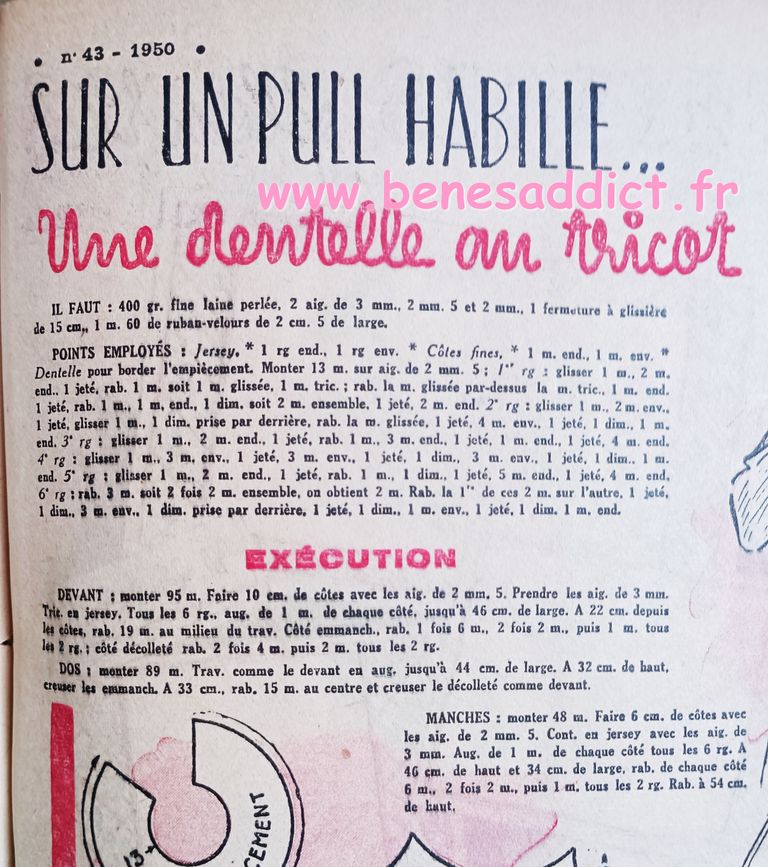 • n° 43 - 1950 •
SUR UN PULL HABILLE...
www.benesaddict.fr
Une dentelle au tricot
IL FAUT : 400 gr. fine laine perlée, 2 aig. de 3 mm., 2 mm. 5 et 2 mm., 1 fermeture à glissière
de 15 cm., 1 m. 60 de ruban-velours de 2 cm. 5 de large.
POINTS EMPLOYÉS : Jersey, * 1 rg end., 1 rg env. * Côtes fines, * 1 m. end., 1 m. env. *
Dentelle pour border l'empiècement. Monter 13 m. sur aig. de 2 mm. 5 ; 1er rg : glisser 1 m., 2 m.
end., 1 jeté, rab. 1 m. soit 1 m. glissée, 1 m. tric. ; rab. la m. glissée par-dessus la m. tric., 1 m. end.
1 jeté, rab. 1 m., 1 m. end., 1 dim. soit 2 m. ensemble, 1 jeté, 2 m. end. 2e rg : glisser 1 m., 2 m. env.,
1 jeté, glisser 1 m., 1 dim. prise par derrière, rab. la m. glissée, 1 jeté, 4 m. env., 1 jeté, 1 dim., 1 m.
end. 3e rg : glisser 1 m., 2 m. end., 1 jeté, rab. 1 m., 3 m. end., 1 jeté, 1 m. end., 1 jeté, 4 m. end.
4e rg : glisser 1 m., 3 m. env., 1 jeté, 3 m. env., 1 jeté, 1 dim., 3 m. env., 1 jeté, 1 dim., 1 m.
end. 5e rg : glisser 1 m., 2 m. end., 1 jeté, rab. 1 m., 1 dim., 1 jeté, 5 m. end., 1 jeté, 4 m. end.
6e rg : rab. 3 m. soit 2 fois 2 m. ensemble, on obtient 2 m. Rab. la 1re de ces 2 m. sur l'autre, 1 jeté,
1 dim., 3 m. env., 1 dim. prise par derrière, 1 jeté, 1 dim., 1 m. env., 1 jeté, 1 dim. 1 m. end.
EXÉCUTION
DEVANT : monter 95 m. Faire 10 cm. de côtes avec les aig. de 2 mm. 5. Prendre les aig. de 3 mm.
Tric. en jersey. Tous les 6 rg., aug. de 1 m. de chaque côté, jusqu'à 46 cm. de large. A 22 cm. depuis
les côtes, rab. 19 m. au milieu du trav. Côté emmanch., rab. 1 fois 6 m., 2 fois 2 m., puis 1 m. tous
les 2 rg. ; côté décolleté rab. 2 fois 4 m. puis 2 m. tous les 2 rg.
DOS : monter 89 m. Trav. comme le devant en aug. jusqu'à 44 cm. de large. A 32 cm. de haut,
creuser les emmanch. A 33 cm., rab. 15 m. au centre et creuser le décolleté comme devant.
MANCHES : monter 48 m. Faire 6 cm. de côtes avec
les aig. de 2 mm. 5. Cont. en jersey avec les aig. de
3 mm. Aug. de 1 m. de chaque côté tous les 6 rg. A
46 cm. de haut et 34 cm. de large, rab. de chaque côté
6 m., 2 fois 2 m., puis 1 m. tous les 2 rg. Rab. à 54 cm.
de haut.
CEMENT
13